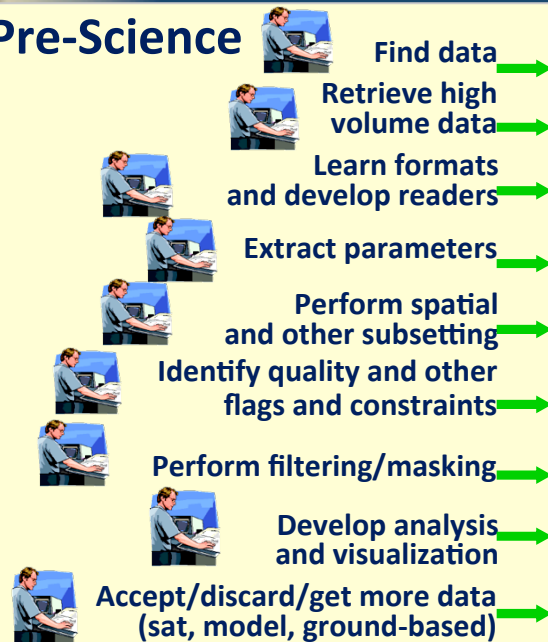 Pre-Science
Find data
Retrieve high
volume data
Learn formats
and develop readers
Extract parameters
Perform spatial
and other subsetting
Identify quality and other
flags and constraints
Perform filtering/masking
Develop analysis
and visualization
Accept/discard/get more data
(sat, model, ground-based)